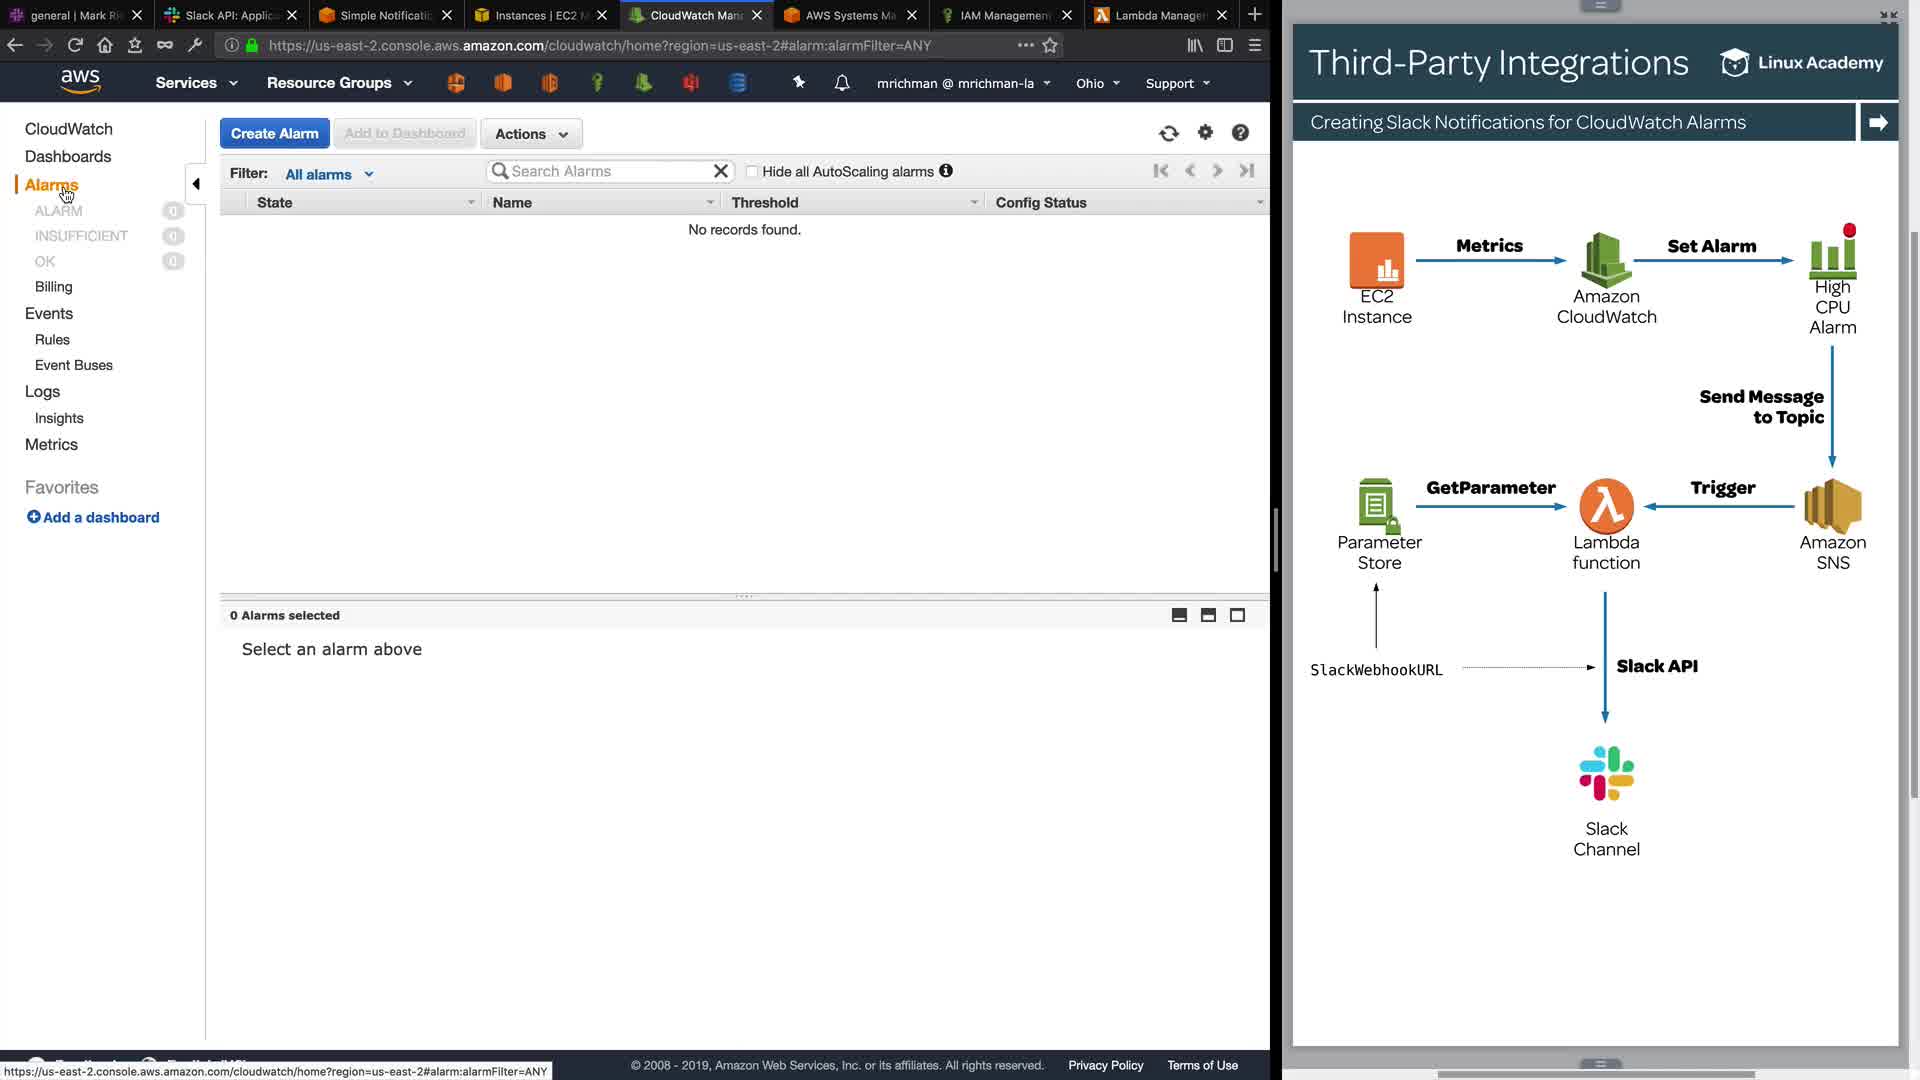 general | Mark Ri
Slack API: Applic
Simple Notificatio
Instances | EC2 M
CloudWatch Man
AWS Systems Ma
IAM Management
Lambda Manager
https://us-east-2.console.aws.amazon.com/cloudwatch/home?region=us-east-2#alarm:alarmFilter=ANY
aws
Services
Resource Groups
mrichman @ mrichman-la
Ohio
Support
CloudWatch
Dashboards
Alarms
ALARM 0
INSUFFICIENT 0
OK 0
Billing
Events
Rules
Event Buses
Logs
Insights
Metrics
Favorites
Add a dashboard
Create Alarm
Add to Dashboard
Actions
Filter: All alarms
Search Alarms
Hide all AutoScaling alarms
State
Name
Threshold
Config Status
No records found.
0 Alarms selected
Select an alarm above
© 2008 - 2019, Amazon Web Services, Inc. or its affiliates. All rights reserved.
Privacy Policy
Terms of Use
https://us-east-2.console.aws.amazon.com/cloudwatch/home?region=us-east-2#alarm:alarmFilter=ANY
Third-Party Integrations
Linux Academy
Creating Slack Notifications for CloudWatch Alarms
EC2
Instance
Metrics
Amazon
CloudWatch
Set Alarm
High
CPU
Alarm
Send Message
to Topic
Parameter
Store
GetParameter
Lambda
function
Trigger
Amazon
SNS
SlackWebhookURL
Slack API
Slack
Channel